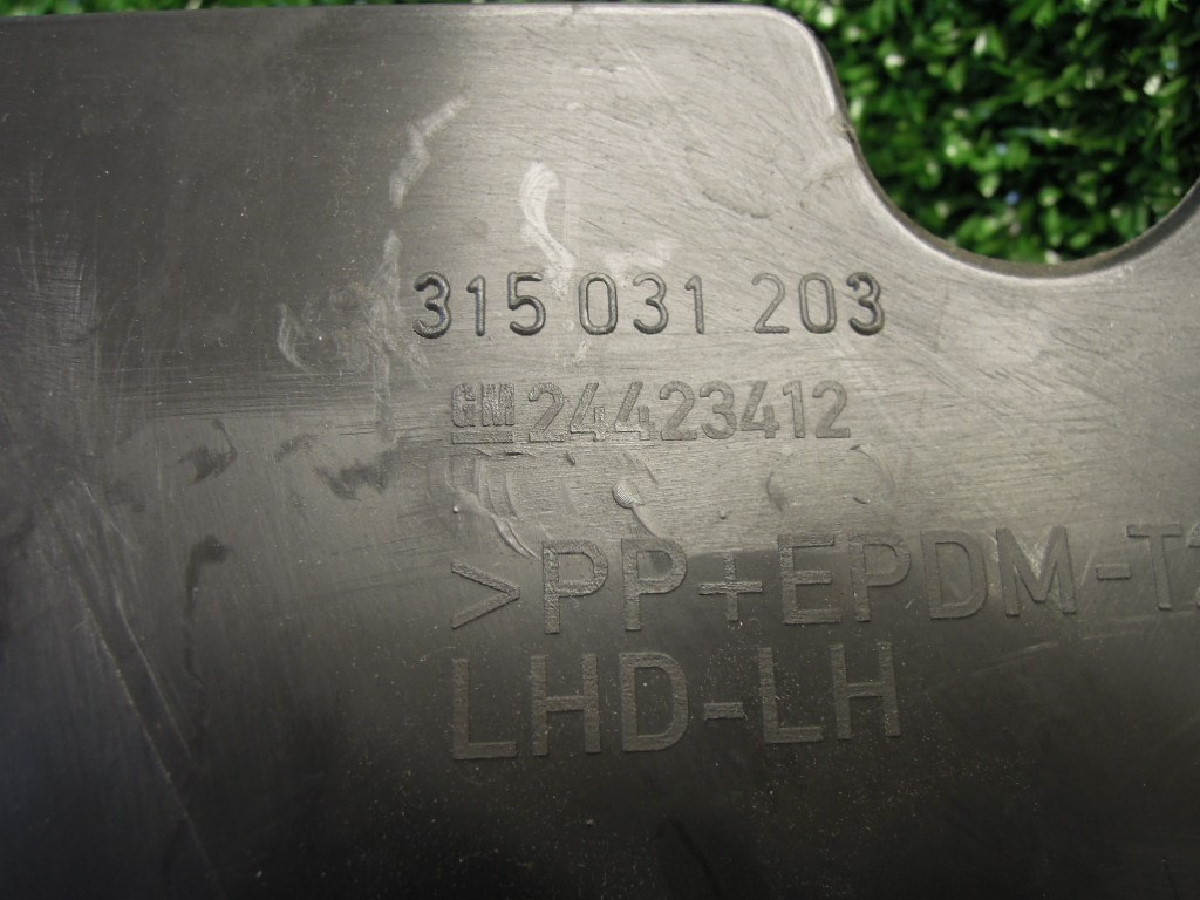 315 031 203
GM 24423412
>PP+EPDM-T
LHD-LH